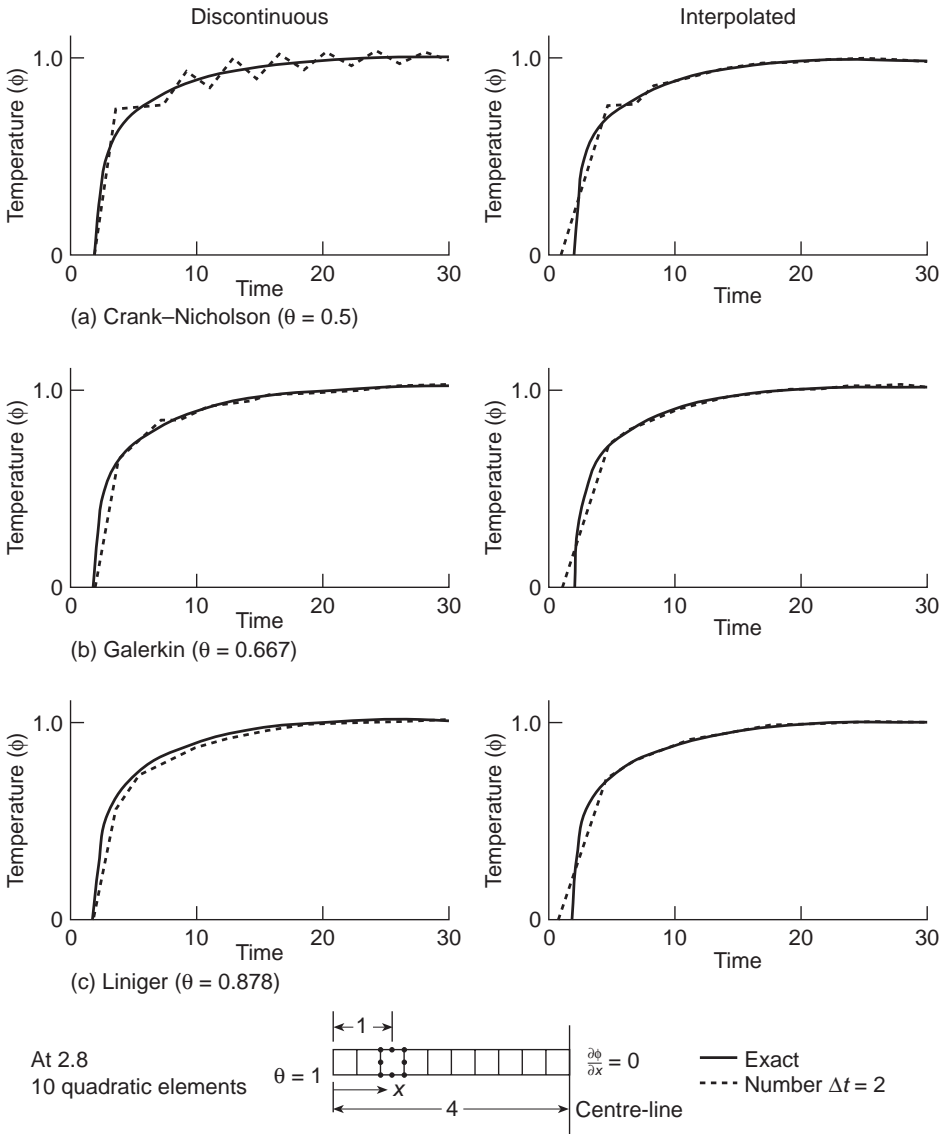 Discontinuous
Interpolated
Temperature (ϕ)
1.0
0
0 10 20 30
Time
Temperature (ϕ)
1.0
0
0 10 20 30
Time
(a) Crank–Nicholson (θ = 0.5)
Temperature (ϕ)
1.0
0
0 10 20 30
Time
Temperature (ϕ)
1.0
0
0 10 20 30
Time
(b) Galerkin (θ = 0.667)
Temperature (ϕ)
1.0
0
0 10 20 30
Time
Temperature (ϕ)
1.0
0
0 10 20 30
Time
(c) Liniger (θ = 0.878)
At 2.8
10 quadratic elements
θ = 1
1
x
4
∂ϕ/∂x = 0
Centre-line
Exact
Number Δt = 2